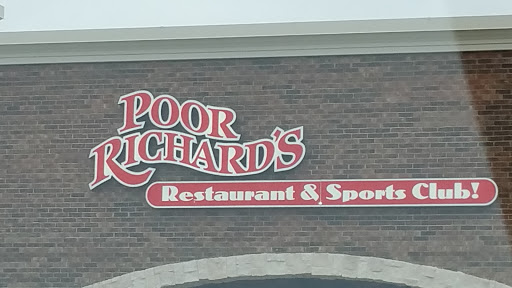 POOR
RICHARD'S
Restaurant & Sports Club!